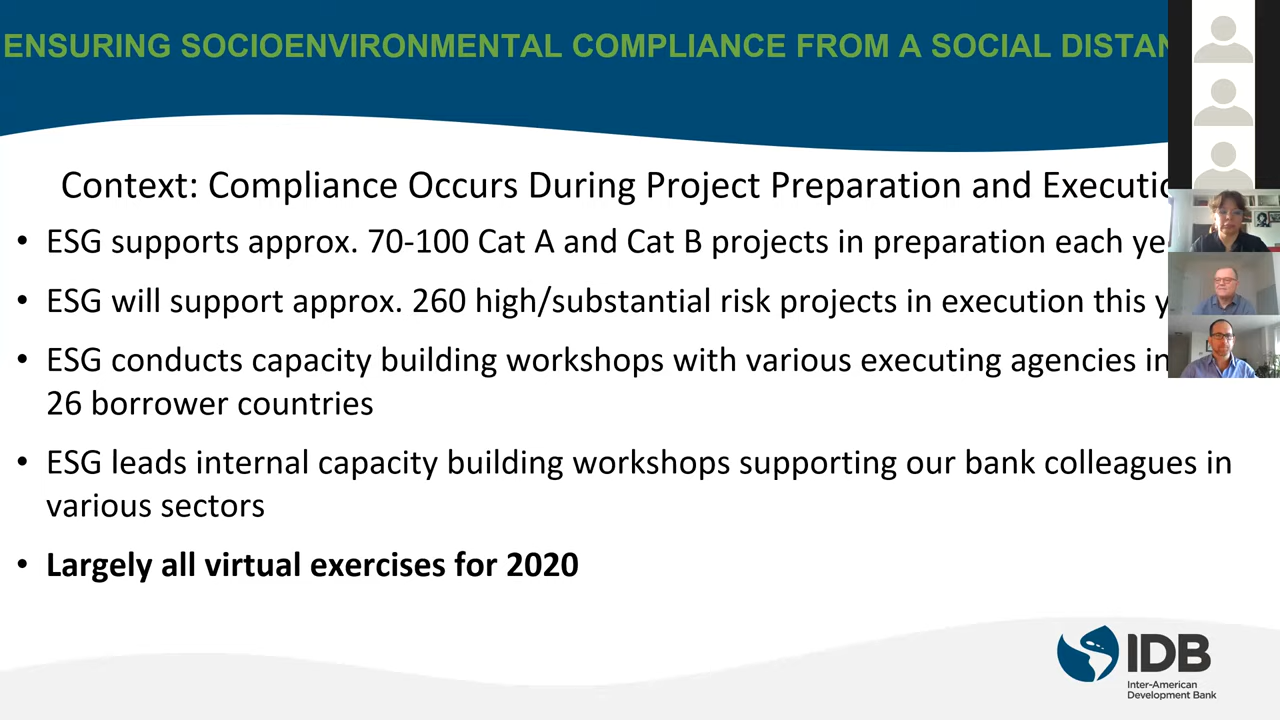 ENSURING SOCIOENVIRONMENTAL COMPLIANCE FROM A SOCIAL DISTAN
Context: Compliance Occurs During Project Preparation and Executio
• ESG supports approx. 70-100 Cat A and Cat B projects in preparation each ye
• ESG will support approx. 260 high/substantial risk projects in execution this y
• ESG conducts capacity building workshops with various executing agencies in
26 borrower countries
• ESG leads internal capacity building workshops supporting our bank colleagues in
various sectors
• Largely all virtual exercises for 2020
IDB
Inter-American
Development Bank